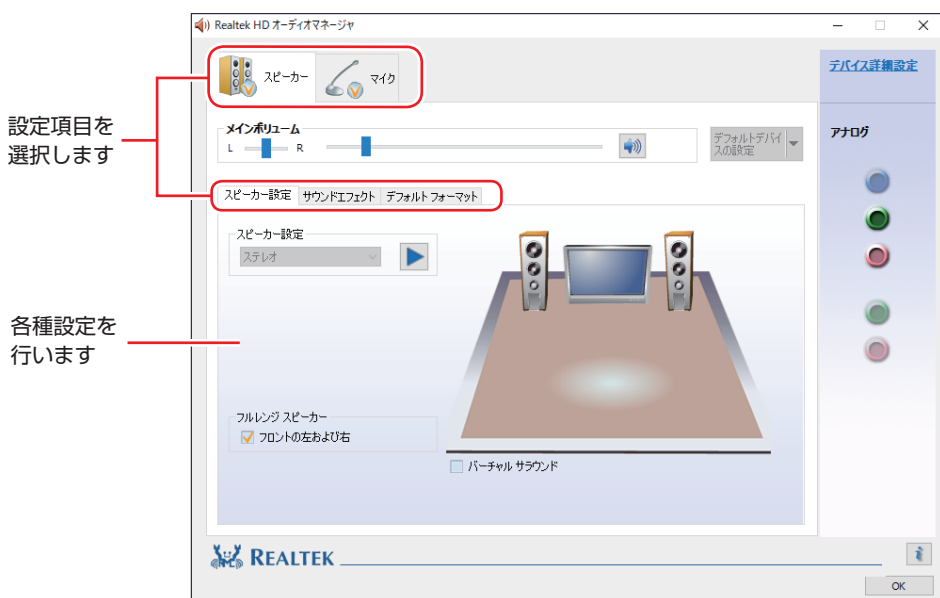 Realtek HD オーディオマネージャ
スピーカー
マイク
デバイス詳細設定
設定項目を
選択します
メインボリューム
L
R
デフォルトデバイ
スの設定
アナログ
スピーカー設定
サウンドエフェクト
デフォルト フォーマット
スピーカー設定
ステレオ
各種設定を
行います
フルレンジ スピーカー
フロントの左および右
バーチャル サラウンド
REALTEK
OK